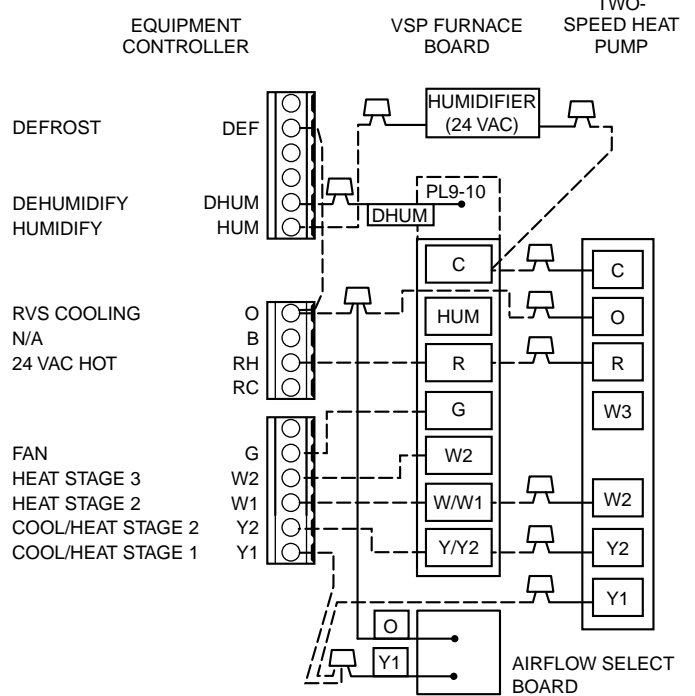 EQUIPMENT
CONTROLLER
VSP FURNACE
BOARD
TWO-
SPEED HEAT
PUMP
HUMIDIFIER
(24 VAC)
DEFROST
DEF
PL9-10
DEHUMIDIFY
DHUM
DHUM
HUMIDIFY
HUM
C
C
RVS COOLING
O
HUM
O
N/A
B
24 VAC HOT
RH
R
R
RC
G
W3
FAN
G
W2
HEAT STAGE 3
W2
HEAT STAGE 2
W1
W/W1
W2
COOL/HEAT STAGE 2
Y2
COOL/HEAT STAGE 1
Y1
Y/Y2
Y2
Y1
O
Y1
AIRFLOW SELECT
BOARD